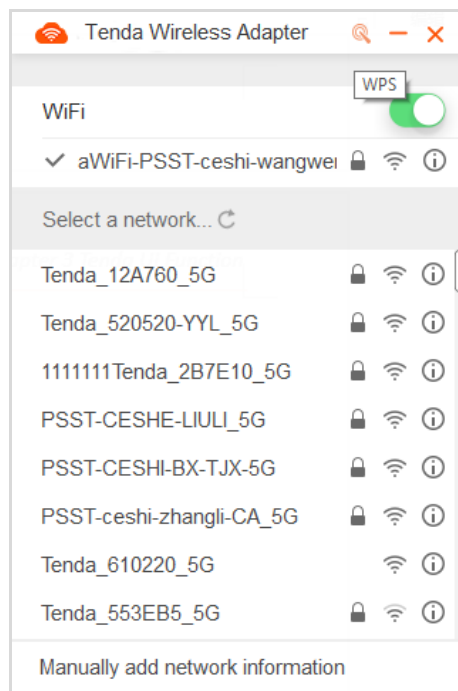 Tenda Wireless Adapter
WPS
WiFi
aWiFi-PSST-ceshi-wangwei
Select a network...
Tenda_12A760_5G
Tenda_520520-YYL_5G
1111111Tenda_2B7E10_5G
PSST-CESHE-LIULI_5G
PSST-CESHI-BX-TJX-5G
PSST-ceshi-zhangli-CA_5G
Tenda_610220_5G
Tenda_553EB5_5G
Manually add network information